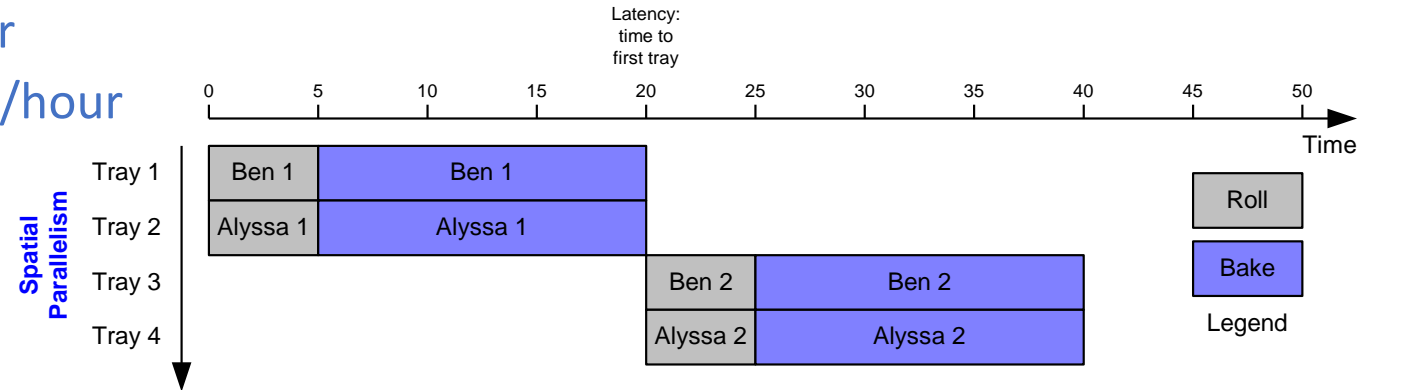 r
/hour
Latency:
time to
first tray
0 5 10 15 20 25 30 35 40 45 50
Time
Spatial
Parallelism
Tray 1 Ben 1 Ben 1
Tray 2 Alyssa 1 Alyssa 1
Tray 3 Ben 2 Ben 2
Tray 4 Alyssa 2 Alyssa 2
Roll
Bake
Legend